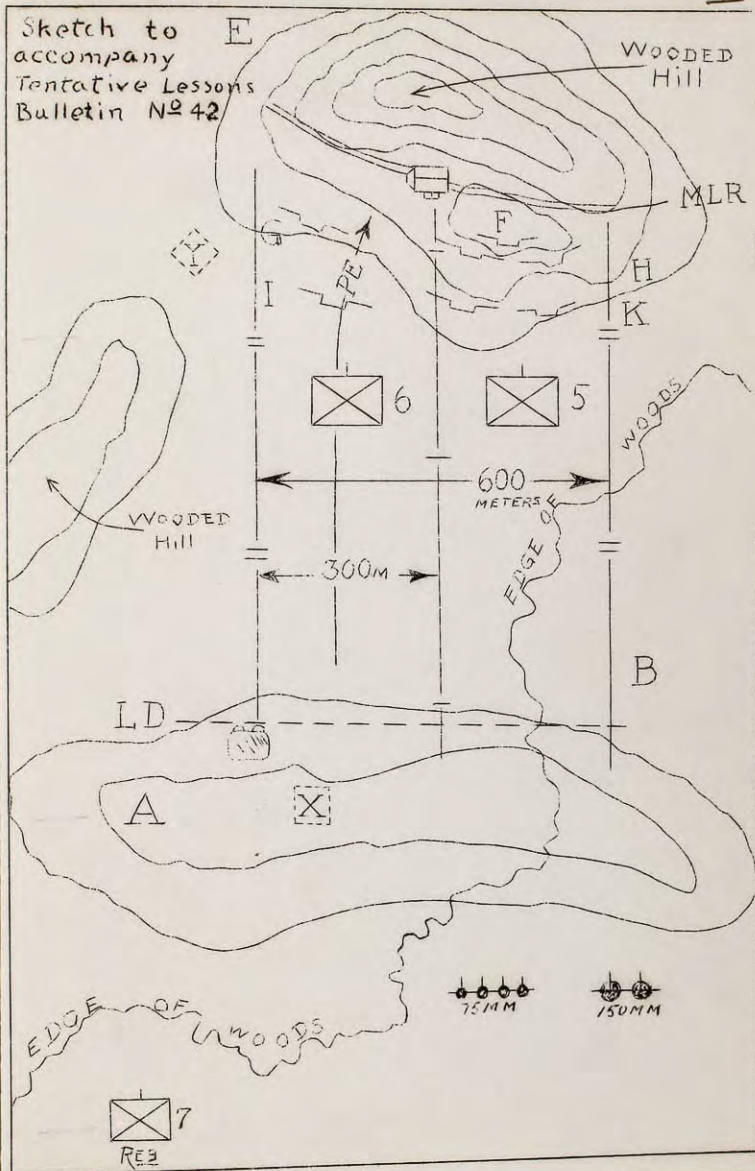 Sketch to
accompany
Tentative Lessons
Bulletin Nº 42
E
WOODED
Hill
MLR
F
Y
PE
H
I
K
6
5
WOODS
600
METERS
EDGE OF
WOODED
Hill
300M
B
LD
A
X
75MM
150MM
EDGE OF WOODS
7
RES